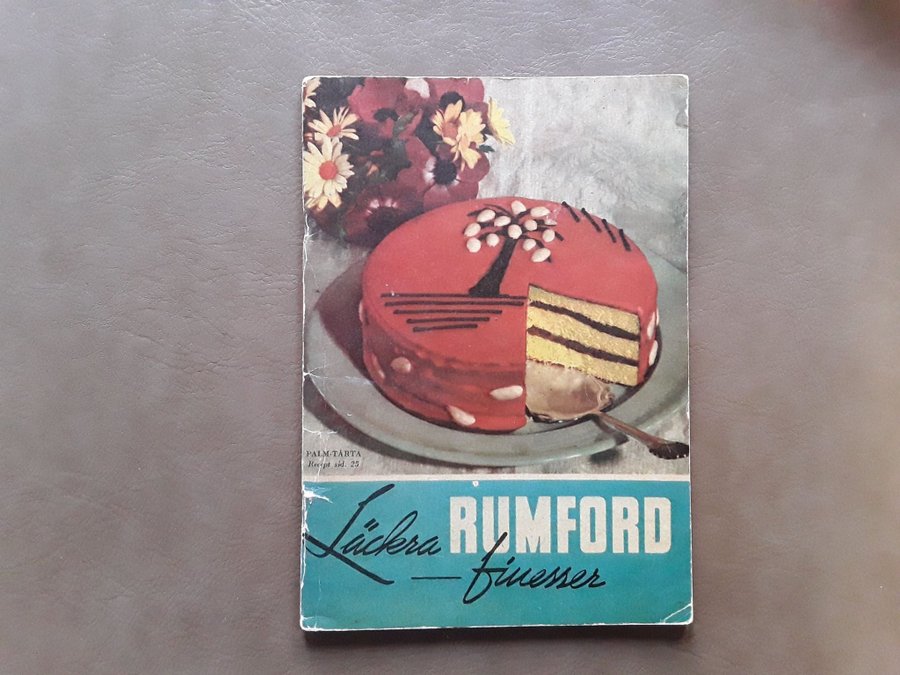 PALM-TÅRTA
Recept sid. 25
Läckra RUMFORD
— finesser